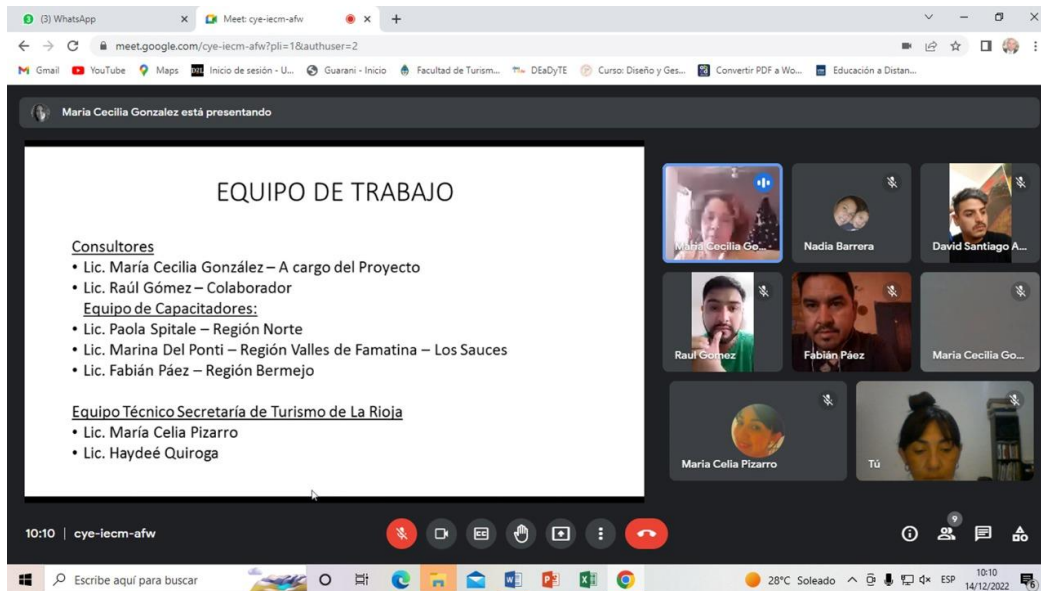 (3) WhatsApp
Meet: cye-iecm-afw
meet.google.com/cye-iecm-afw?pli=1&authuser=2
Gmail YouTube Maps Inicio de sesión - U... Guarani - Inicio Facultad de Turism... DEaDyTE Curso: Diseño y Ges... Convertir PDF a Wo... Educación a Distan...
Maria Cecilia Gonzalez está presentando
EQUIPO DE TRABAJO
Consultores
• Lic. María Cecilia González – A cargo del Proyecto
• Lic. Raúl Gómez – Colaborador
Equipo de Capacitadores:
• Lic. Paola Spitale – Región Norte
• Lic. Marina Del Ponti – Región Valles de Famatina – Los Sauces
• Lic. Fabián Páez – Región Bermejo
Equipo Técnico Secretaría de Turismo de La Rioja
• Lic. María Celia Pizarro
• Lic. Haydeé Quiroga
Maria Cecilia Go...
Nadia Barrera
David Santiago A...
Raul Gomez
Fabián Páez
Maria Cecilia Go...
Maria Celia Pizarro
Tú
10:10 | cye-iecm-afw
9
Escribe aquí para buscar
28°C Soleado
ESP
10:10
14/12/2022
6